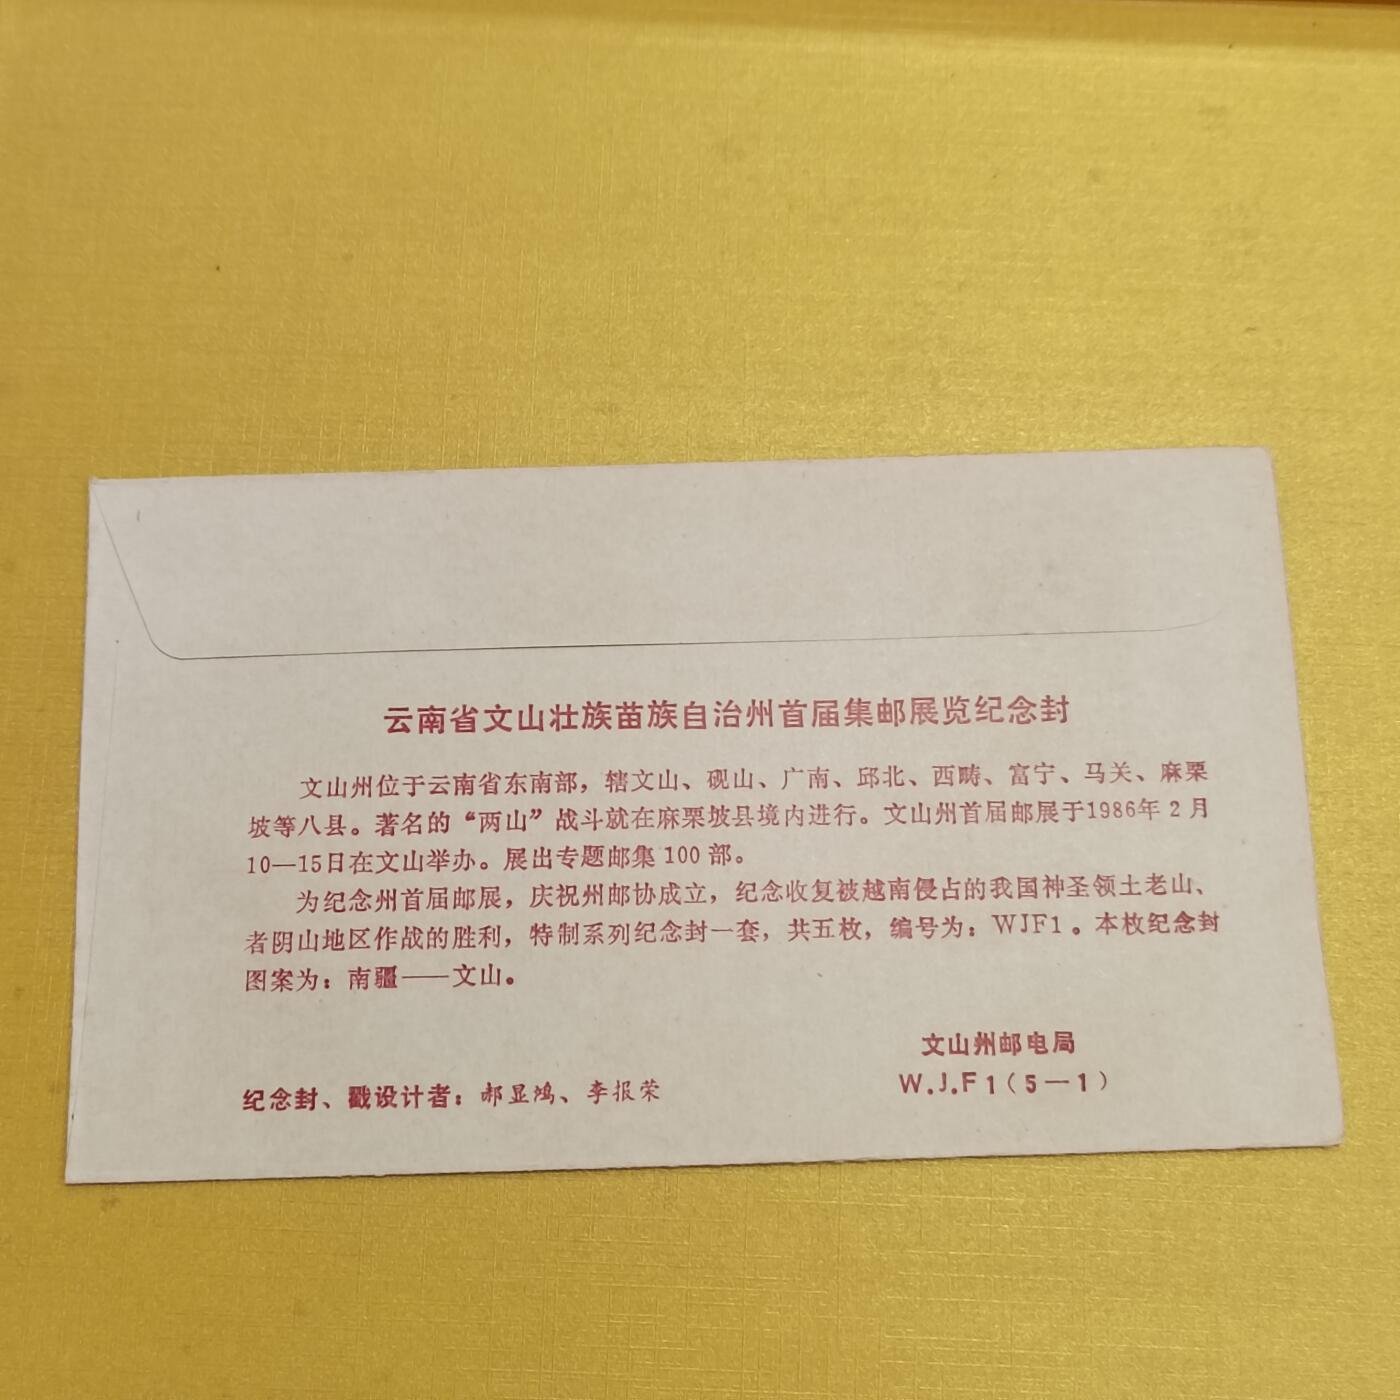 云南省文山壮族苗族自治州首届集邮展览纪念封
文山州位于云南省东南部，辖文山、砚山、广南、邱北、西畴、富宁、马关、麻栗
坡等八县。著名的“两山”战斗就在麻栗坡县境内进行。文山州首届邮展于1986年2月
10—15日在文山举办。展出专题邮集100部。
为纪念州首届邮展，庆祝州邮协成立，纪念收复被越南侵占的我国神圣领土老山、
者阴山地区作战的胜利，特制系列纪念封一套，共五枚，编号为：WJF1。本枚纪念封
图案为：南疆——文山。
文山州邮电局
W.J.F1（5—1）
纪念封、戳设计者：郝显鸿、李报荣